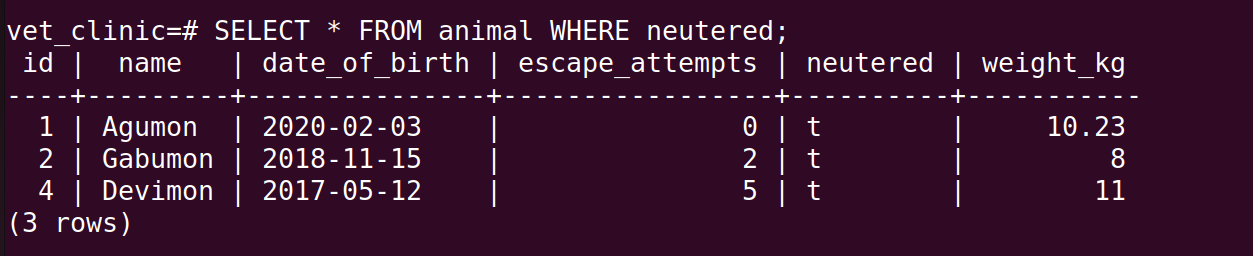 vet_clinic=# SELECT * FROM animal WHERE neutered;
 id |  name   | date_of_birth | escape_attempts | neutered | weight_kg
----+---------+---------------+-----------------+----------+-----------
  1 | Agumon  | 2020-02-03    |               0 | t        |     10.23
  2 | Gabumon | 2018-11-15    |               2 | t        |         8
  4 | Devimon | 2017-05-12    |               5 | t        |        11
(3 rows)